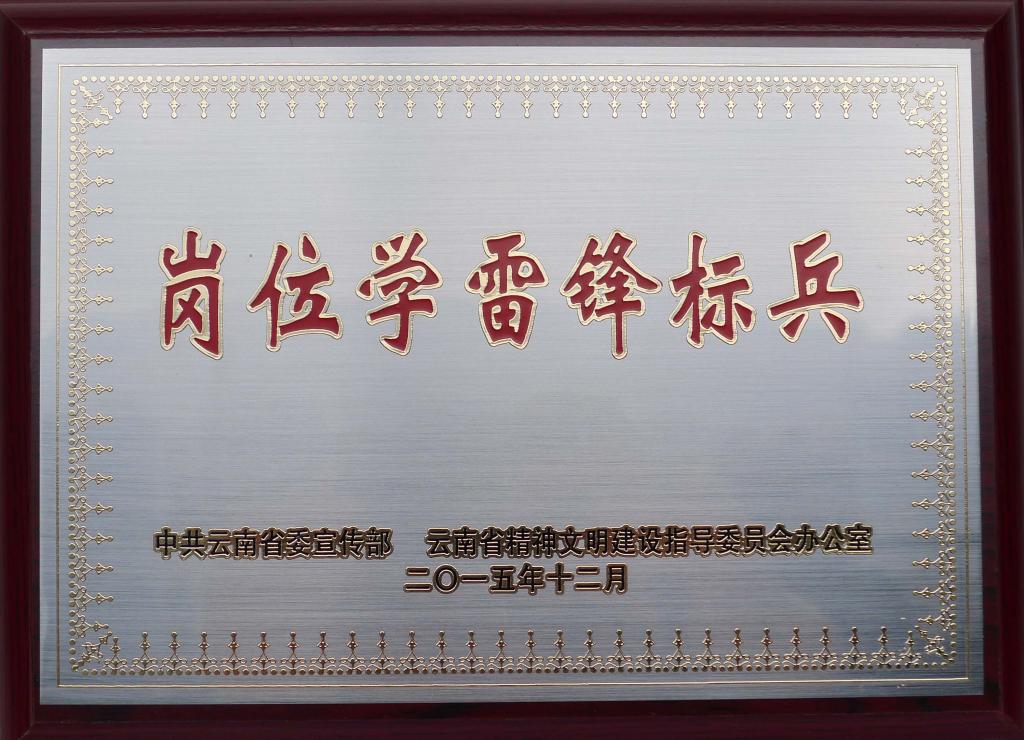 岗位学雷锋标兵
中共云南省委宣传部 云南省精神文明建设指导委员会办公室
二〇一五年十二月